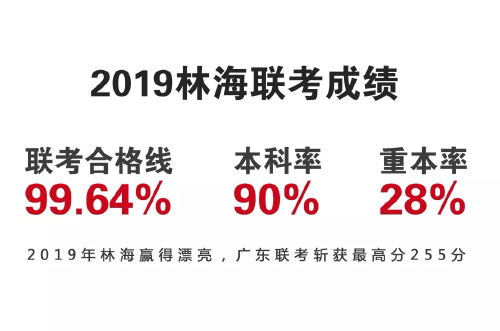 2019林海联考成绩
联考合格线 本科率 重本率
99.64% 90% 28%
2019年林海赢得漂亮，广东联考斩获最高分255分